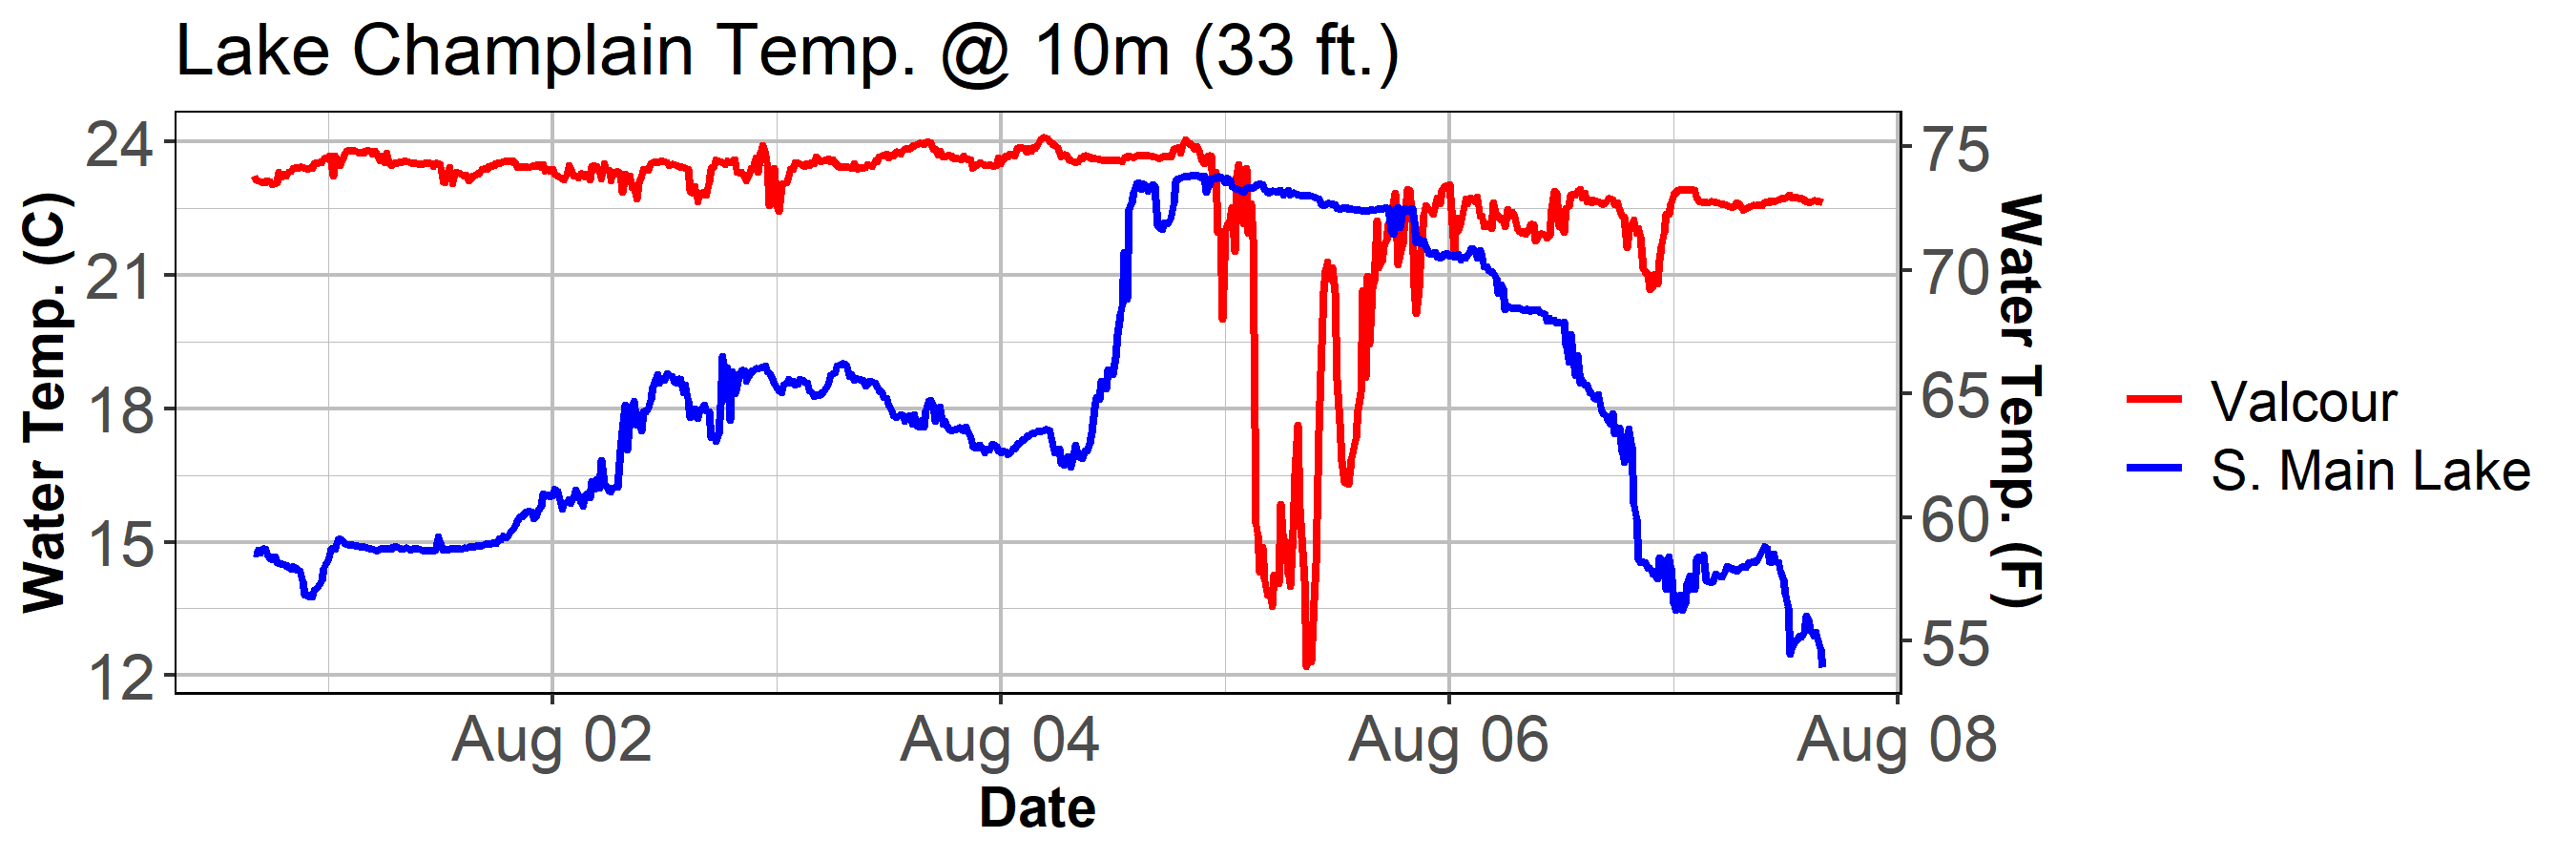 Lake Champlain Temp. @ 10m (33 ft.)
Water Temp. (C)
24
21
18
15
12
75
70
65
60
55
Water Temp. (F)
Aug 02
Aug 04
Aug 06
Aug 08
Date
Valcour
S. Main Lake